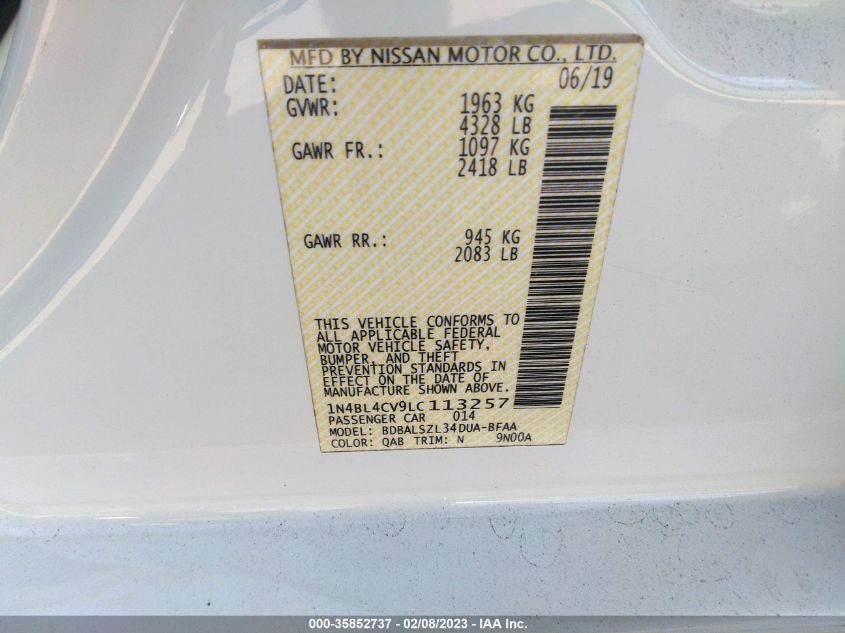 MFD BY NISSAN MOTOR CO., LTD.
DATE: 06/19
GVWR: 1963 KG
4328 LB
GAWR FR.: 1097 KG
2418 LB
GAWR RR.: 945 KG
2083 LB
THIS VEHICLE CONFORMS TO
ALL APPLICABLE FEDERAL
MOTOR VEHICLE SAFETY,
BUMPER, AND THEFT
PREVENTION STANDARDS IN
EFFECT ON THE DATE OF
MANUFACTURE SHOWN ABOVE.
1N4BL4CV9LC113257
PASSENGER CAR 014
MODEL: BDBALSZL34DUA-BFAA
COLOR: QAB TRIM: N 9N00A
000-35852737 - 02/08/2023 - IAA Inc.